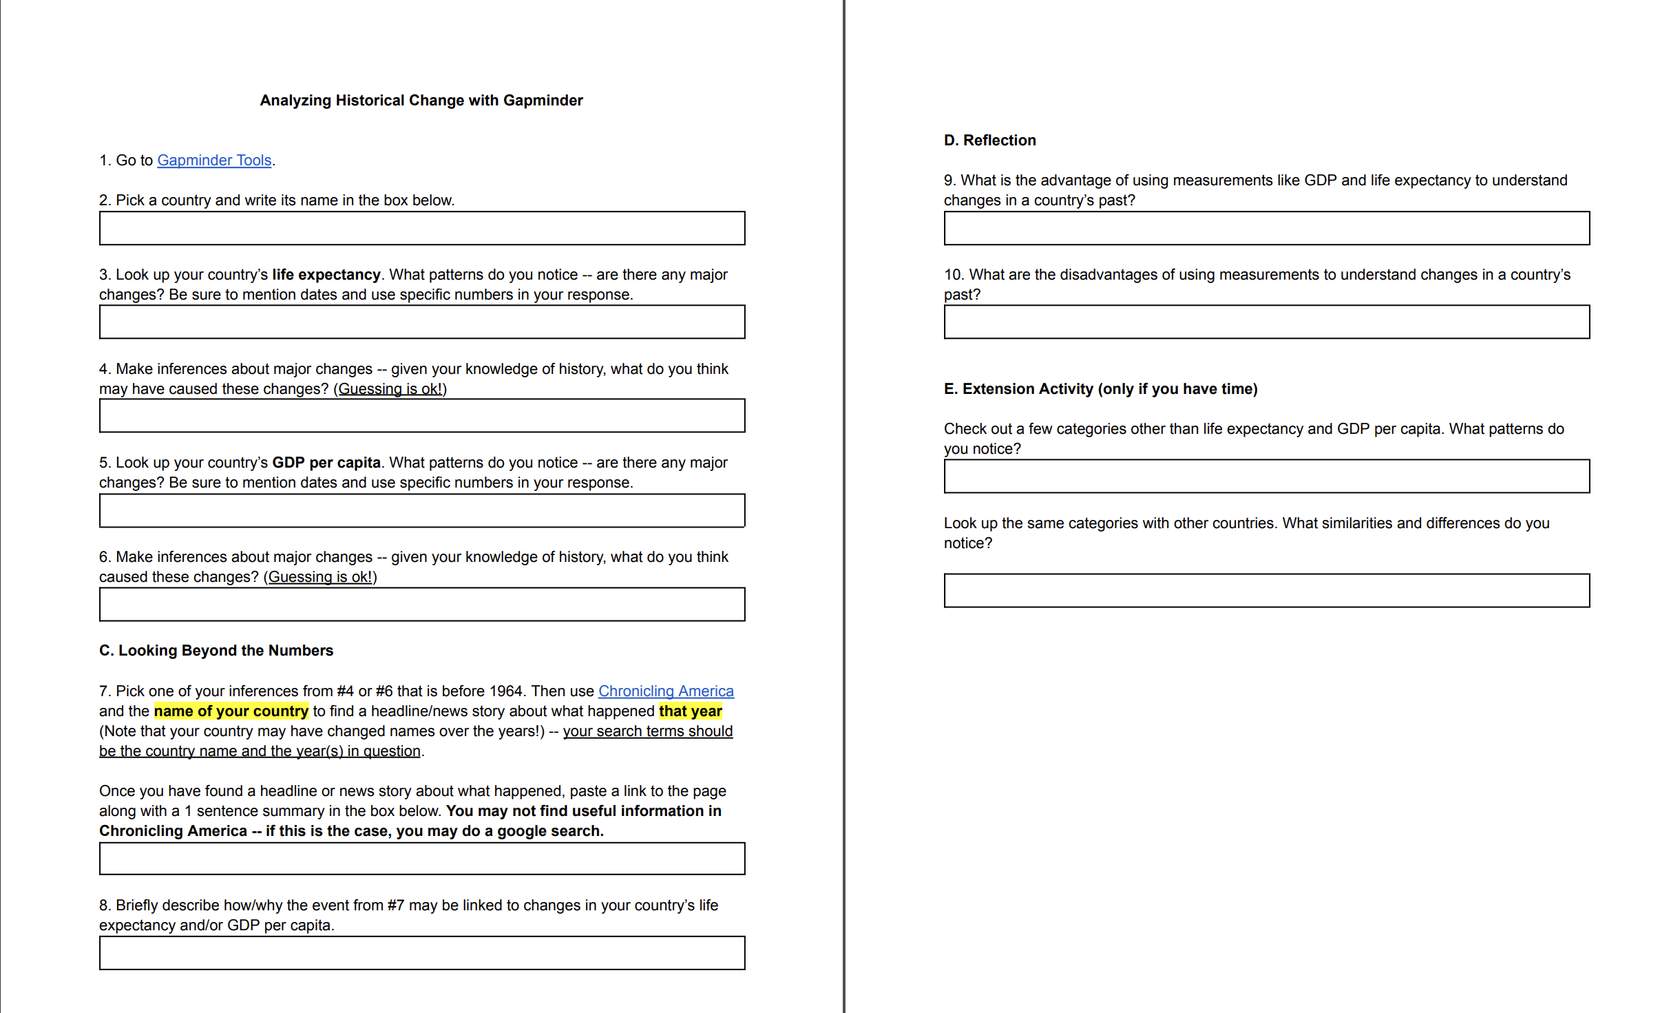 Analyzing Historical Change with Gapminder
1. Go to Gapminder Tools.
2. Pick a country and write its name in the box below.
3. Look up your country's life expectancy. What patterns do you notice -- are there any major
changes? Be sure to mention dates and use specific numbers in your response.
4. Make inferences about major changes -- given your knowledge of history, what do you think
may have caused these changes? (Guessing is ok!)
5. Look up your country's GDP per capita. What patterns do you notice -- are there any major
changes? Be sure to mention dates and use specific numbers in your response.
6. Make inferences about major changes -- given your knowledge of history, what do you think
caused these changes? (Guessing is ok!)
C. Looking Beyond the Numbers
7. Pick one of your inferences from #4 or #6 that is before 1964. Then use Chronicling America
and the name of your country to find a headline/news story about what happened that year
(Note that your country may have changed names over the years!) -- your search terms should
be the country name and the year(s) in question.
Once you have found a headline or news story about what happened, paste a link to the page
along with a 1 sentence summary in the box below. You may not find useful information in
Chronicling America -- if this is the case, you may do a google search.
8. Briefly describe how/why the event from #7 may be linked to changes in your country's life
expectancy and/or GDP per capita.
D. Reflection
9. What is the advantage of using measurements like GDP and life expectancy to understand
changes in a country's past?
10. What are the disadvantages of using measurements to understand changes in a country's
past?
E. Extension Activity (only if you have time)
Check out a few categories other than life expectancy and GDP per capita. What patterns do
you notice?
Look up the same categories with other countries. What similarities and differences do you
notice?